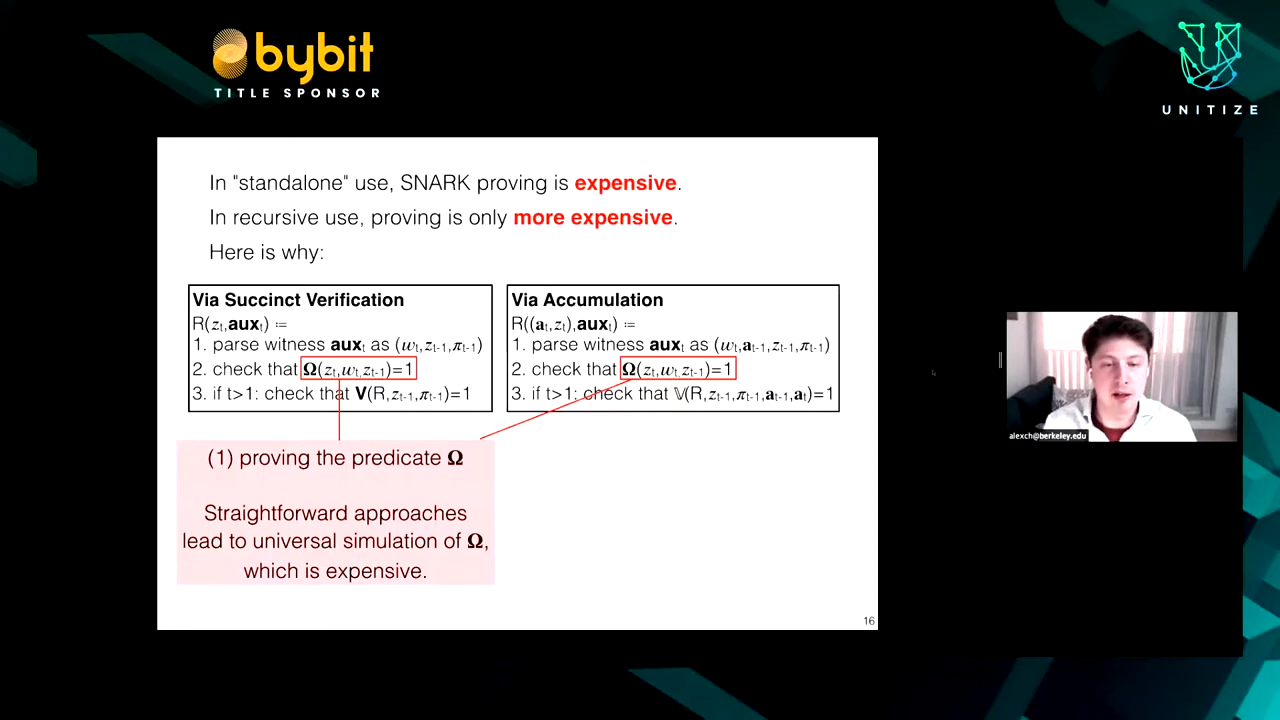 bybit
TITLE SPONSOR
UNITIZE
In "standalone" use, SNARK proving is expensive.
In recursive use, proving is only more expensive.
Here is why:
Via Succinct Verification
R(zₜ,auxₜ) ≔
1. parse witness auxₜ as (wₜ,zₜ₋₁,πₜ₋₁)
2. check that Ω(zₜ,wₜ,zₜ₋₁)=1
3. if t>1: check that V(R,zₜ₋₁,πₜ₋₁)=1
Via Accumulation
R((aₜ,zₜ),auxₜ) ≔
1. parse witness auxₜ as (wₜ,aₜ₋₁,zₜ₋₁,πₜ₋₁)
2. check that Ω(zₜ,wₜ,zₜ₋₁)=1
3. if t>1: check that 𝕍(R,zₜ₋₁,πₜ₋₁,aₜ₋₁,aₜ)=1
(1) proving the predicate Ω
Straightforward approaches
lead to universal simulation of Ω,
which is expensive.
16
alexch@berkeley.edu